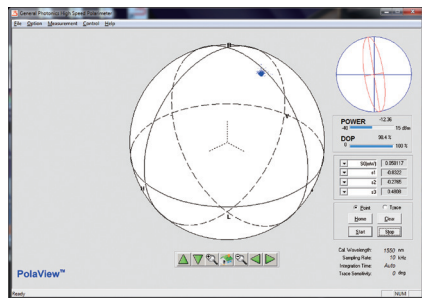 General Photonics High Speed Polarimeter
File Option Measurement Control Help
R
L
H
POWER -12.36
-40 15 dBm
DOP 98.4 %
0 100 %
S0(mW) 0.058117
s1 -0.8322
s2 -0.2765
s3 0.4808
Point Trace
Home Clear
Start Stop
Cal Wavelength: 1550 nm
Sampling Rate: 10 kHz
Integration Time: Auto
Trace Sensitivity: 0 deg
PolaView™
Ready NUM